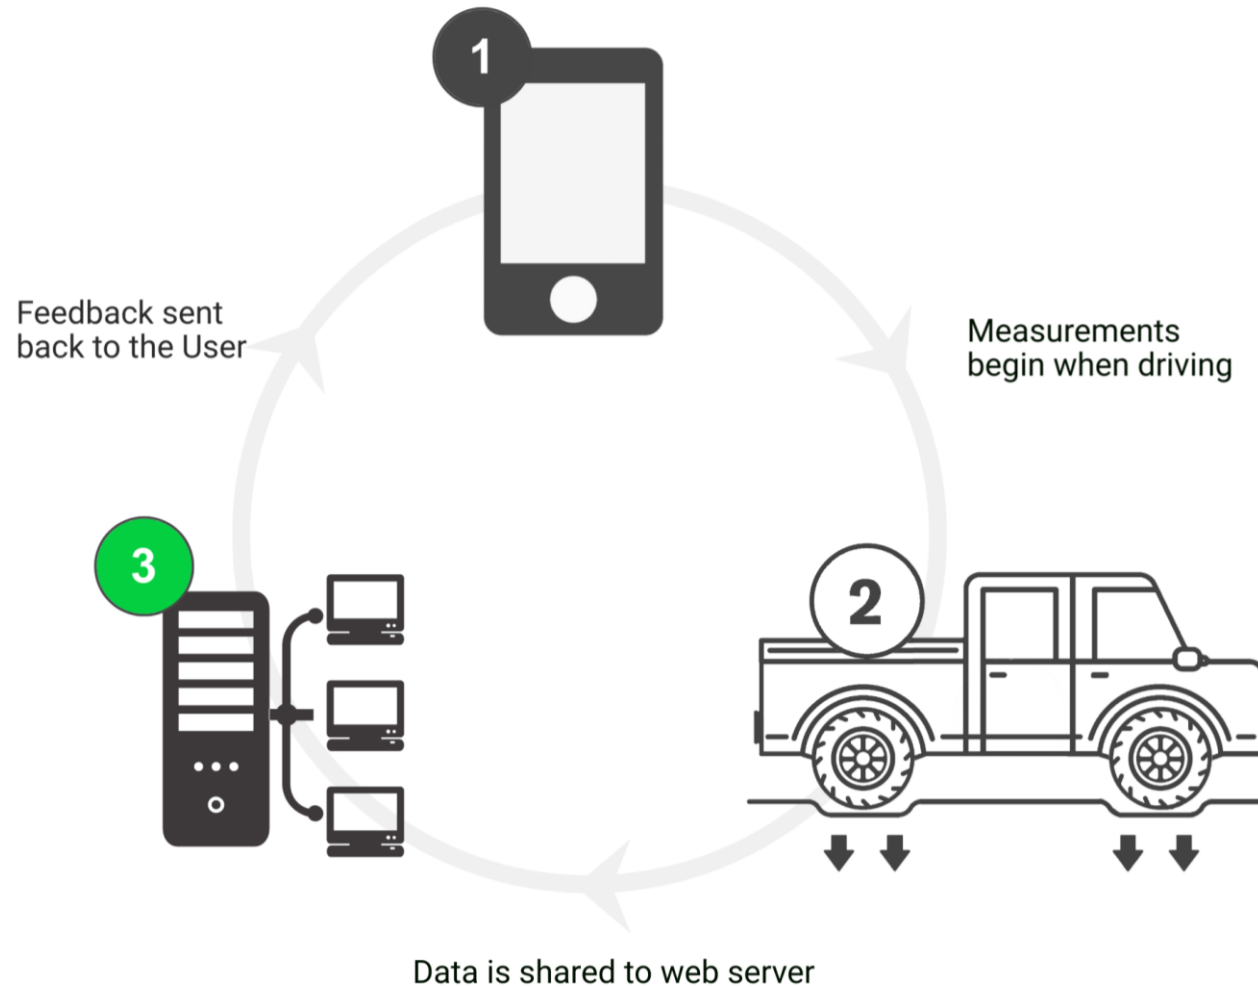 1
Feedback sent
back to the User
Measurements
begin when driving
3
2
Data is shared to web server